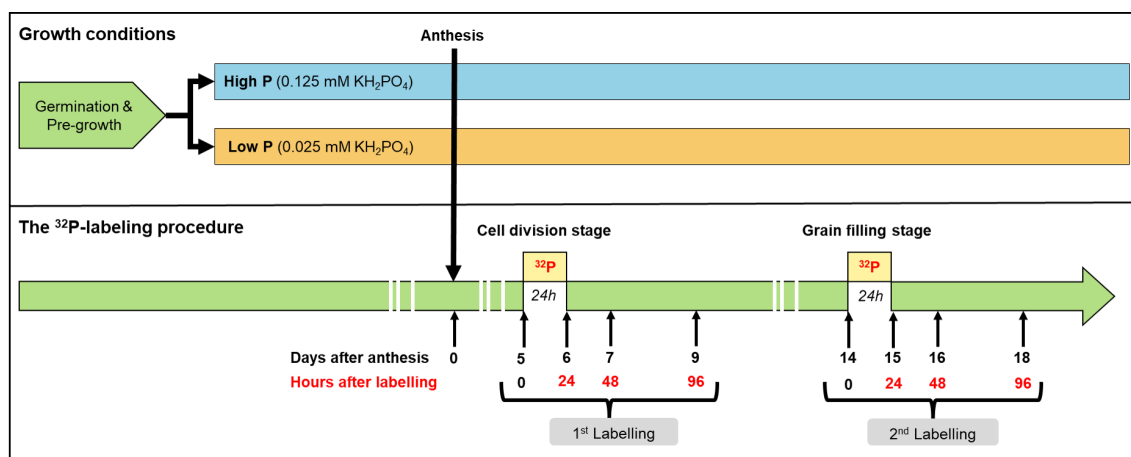 Growth conditions
Anthesis
Germination &
Pre-growth
High P (0.125 mM KH₂PO₄)
Low P (0.025 mM KH₂PO₄)
The ³²P-labeling procedure
Cell division stage
Grain filling stage
³²P
³²P
24h
24h
Days after anthesis 0 5 6 7 9 14 15 16 18
Hours after labelling 0 24 48 96 0 24 48 96
1ˢᵗ Labelling
2ⁿᵈ Labelling